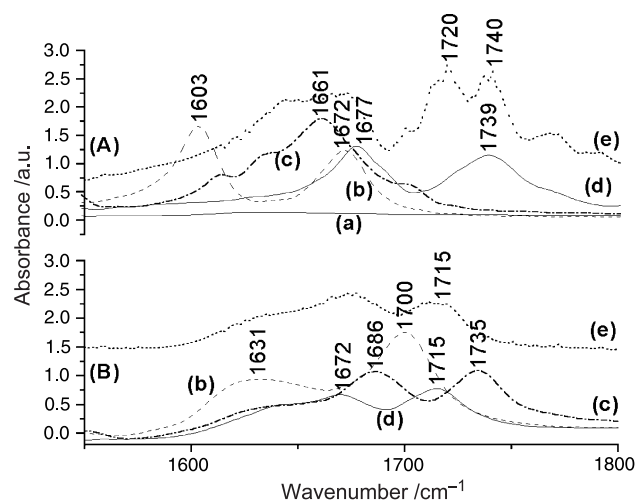 Absorbance /a.u.
3.0
2.5
2.0
1.5
1.0
0.5
0.0
(A)
1603
1661
1672
1677
1720
1740
1739
(a)
(b)
(c)
(d)
(e)
3.0
2.5
2.0
1.5
1.0
0.5
0.0
(B)
1631
1672
1686
1700
1715
1715
1735
(b)
(c)
(d)
(e)
1600
1700
1800
Wavenumber /cm⁻¹